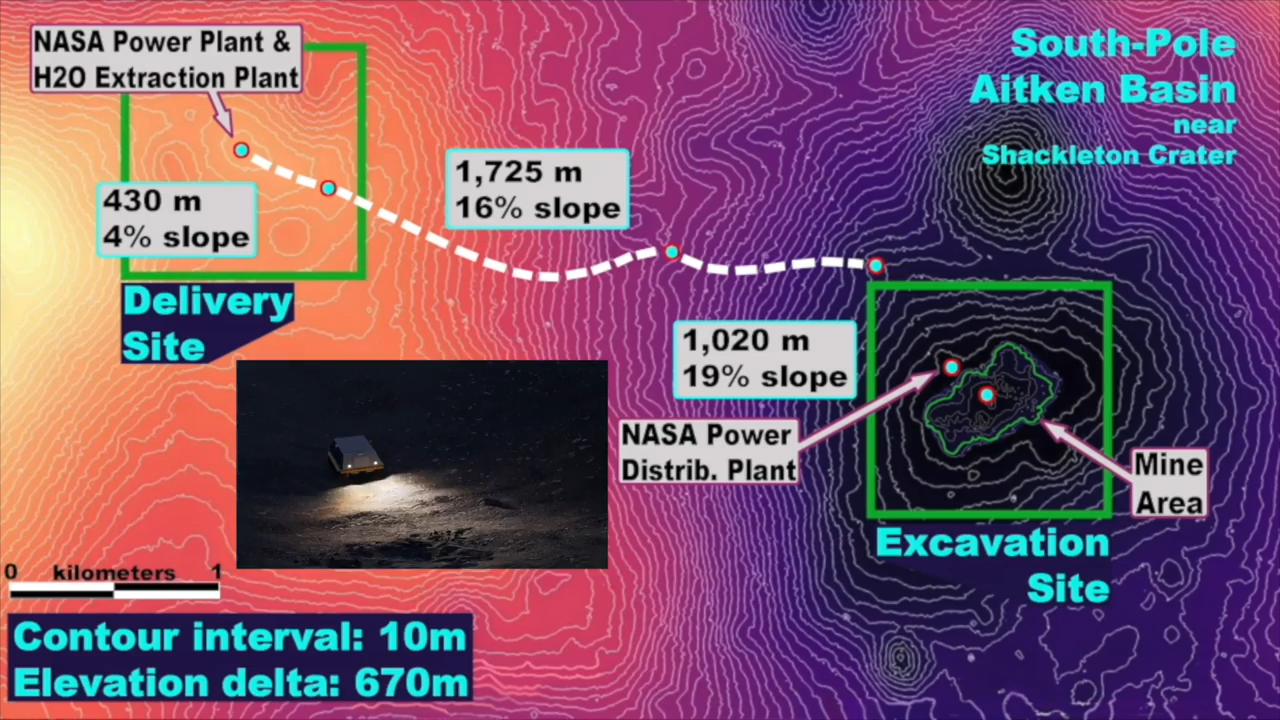 NASA Power Plant &
H2O Extraction Plant
South-Pole
Aitken Basin
near
Shackleton Crater
430 m
4% slope
1,725 m
16% slope
Delivery
Site
1,020 m
19% slope
NASA Power
Distrib. Plant
Mine
Area
Excavation
Site
0 kilometers 1
Contour interval: 10m
Elevation delta: 670m